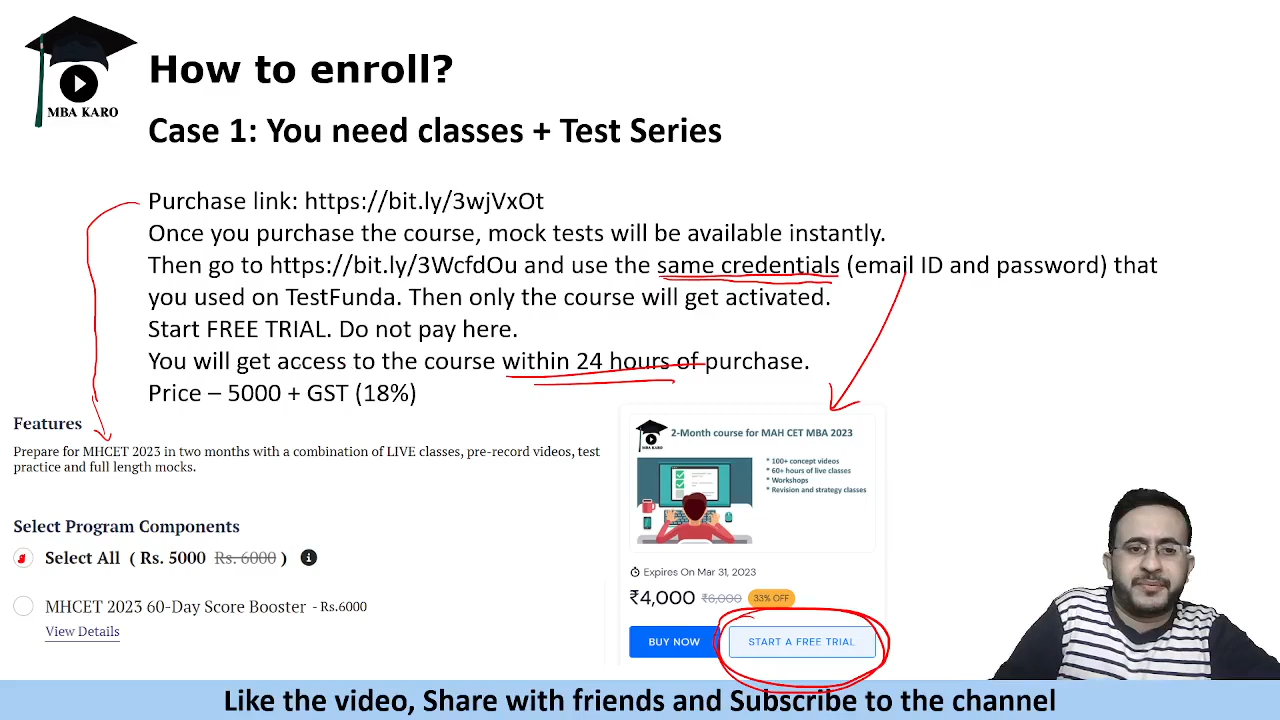 MBA KARO
How to enroll?
Case 1: You need classes + Test Series
Purchase link: https://bit.ly/3wjVxOt
Once you purchase the course, mock tests will be available instantly.
Then go to https://bit.ly/3WcfdOu and use the same credentials (email ID and password) that
you used on TestFunda. Then only the course will get activated.
Start FREE TRIAL. Do not pay here.
You will get access to the course within 24 hours of purchase.
Price – 5000 + GST (18%)
Features
Prepare for MHCET 2023 in two months with a combination of LIVE classes, pre-record videos, test
practice and full length mocks.
Select Program Components
Select All ( Rs. 5000 Rs. 6000 )
MHCET 2023 60-Day Score Booster - Rs.6000
View Details
MBA KARO
2-Month course for MAH CET MBA 2023
* 100+ concept videos
* 60+ hours of live classes
* Workshops
* Revision and strategy classes
Expires On Mar 31, 2023
₹4,000 ₹6,000 33% OFF
BUY NOW START A FREE TRIAL
Like the video, Share with friends and Subscribe to the channel